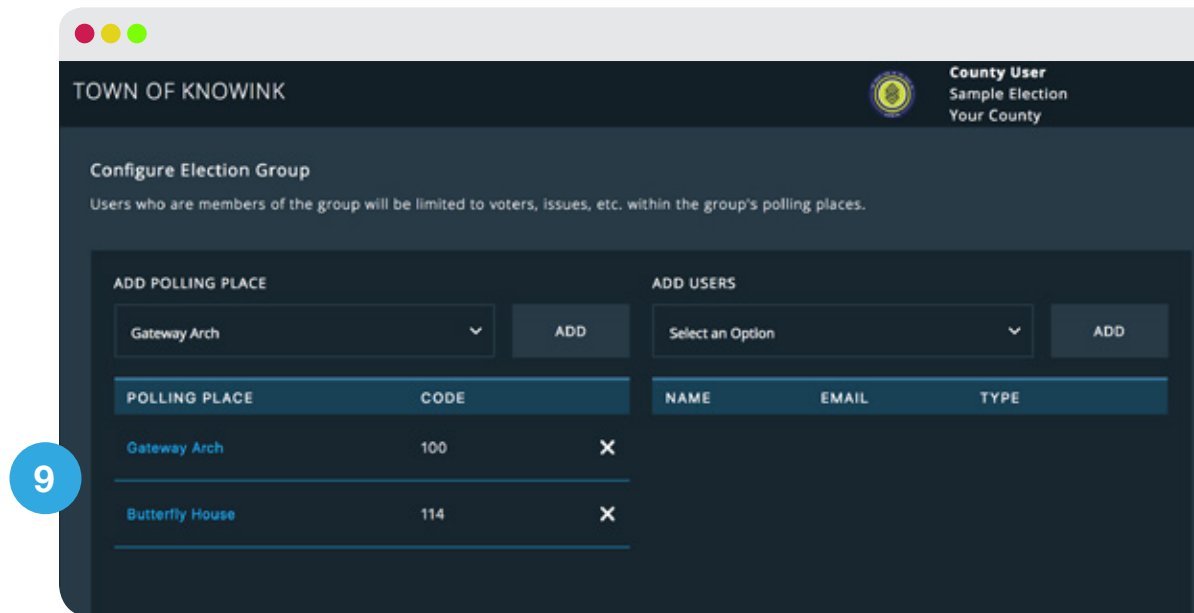 TOWN OF KNOWINK
County User
Sample Election
Your County
Configure Election Group
Users who are members of the group will be limited to voters, issues, etc. within the group's polling places.
ADD POLLING PLACE
Gateway Arch
ADD
POLLING PLACE CODE
Gateway Arch 100
9
Butterfly House 114
ADD USERS
Select an Option
ADD
NAME EMAIL TYPE